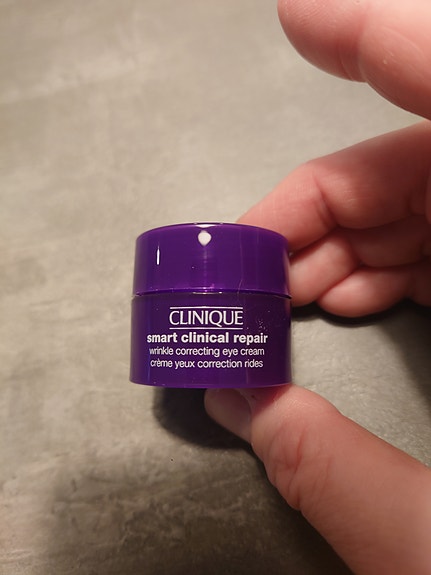 CLINIQUE
smart clinical repair
wrinkle correcting eye cream
crème yeux correction rides